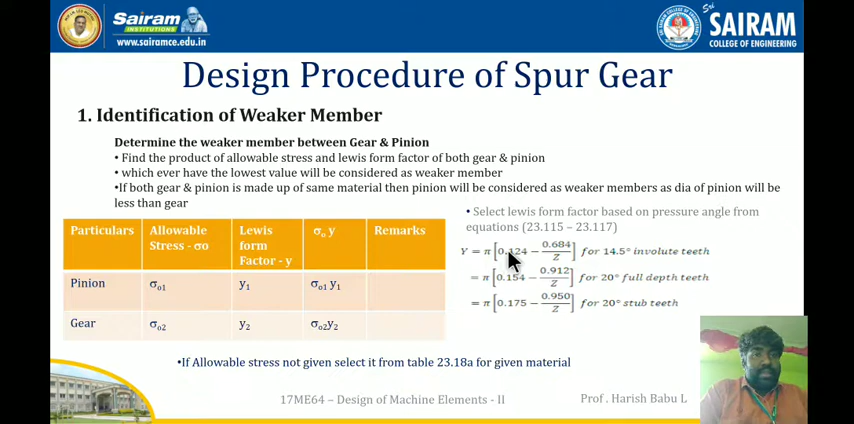 Sairam
INSTITUTIONS
www.sairamce.edu.in
Sri
SAIRAM
COLLEGE OF ENGINEERING
Design Procedure of Spur Gear
1. Identification of Weaker Member
Determine the weaker member between Gear & Pinion
• Find the product of allowable stress and lewis form factor of both gear & pinion
• which ever have the lowest value will be considered as weaker member
• If both gear & pinion is made up of same material then pinion will be considered as weaker members as dia of pinion will be
less than gear
Particulars Allowable Stress - σo Lewis form Factor - y σo y Remarks
Pinion σo1 y1 σo1 y1
Gear σo2 y2 σo2y2
• Select lewis form factor based on pressure angle from
equations (23.115 – 23.117)
Y = π [0.124 − 0.684/Z] for 14.5° involute teeth
= π [0.154 − 0.912/Z] for 20° full depth teeth
= π [0.175 − 0.950/Z] for 20° stub teeth
•If Allowable stress not given select it from table 23.18a for given material
17ME64 – Design of Machine Elements - II
Prof . Harish Babu L